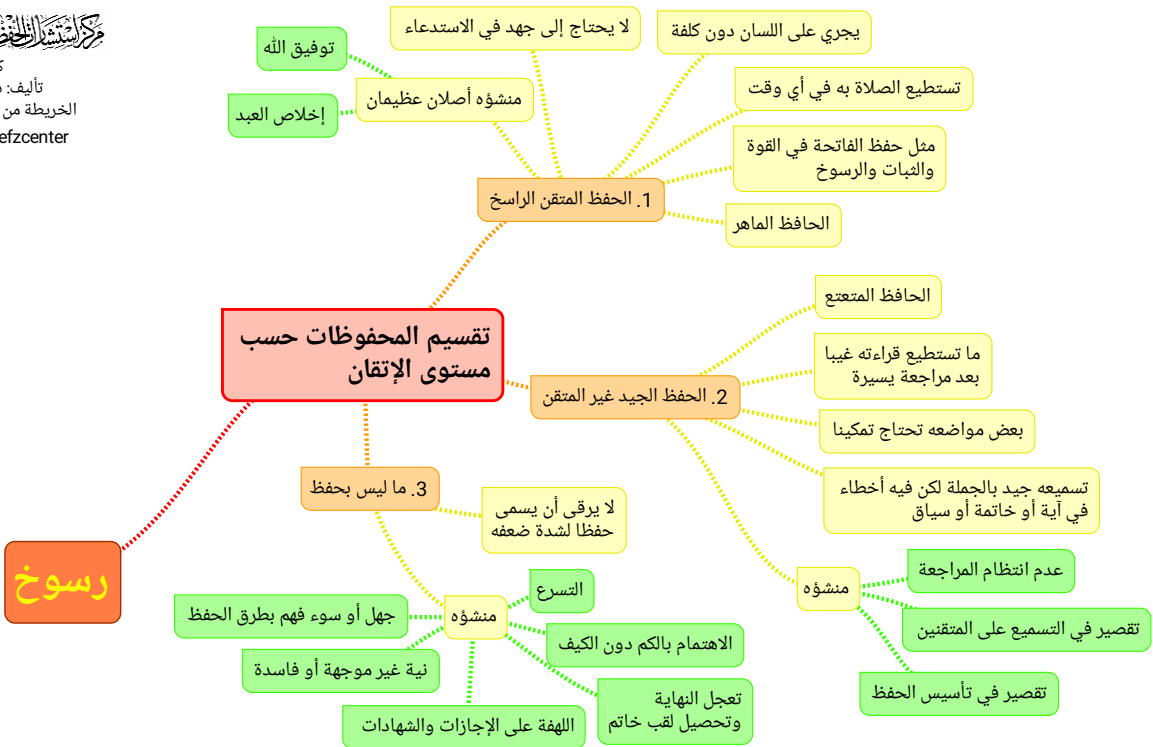 تأليف:
الخريطة من
efzcenter
توفيق الله
إخلاص العبد
منشؤه أصلان عظيمان
لا يحتاج إلى جهد في الاستدعاء
يجري على اللسان دون كلفة
تستطيع الصلاة به في أي وقت
مثل حفظ الفاتحة في القوة
والثبات والرسوخ
الحافظ الماهر
1. الحفظ المتقن الراسخ
تقسيم المحفوظات حسب
مستوى الإتقان
2. الحفظ الجيد غير المتقن
الحافظ المتعتع
ما تستطيع قراءته غيبا
بعد مراجعة يسيرة
بعض مواضعه تحتاج تمكينا
تسميعه جيد بالجملة لكن فيه أخطاء
في آية أو خاتمة أو سياق
منشؤه
عدم انتظام المراجعة
تقصير في التسميع على المتقنين
تقصير في تأسيس الحفظ
3. ما ليس بحفظ
لا يرقى أن يسمى
حفظا لشدة ضعفه
منشؤه
التسرع
الاهتمام بالكم دون الكيف
تعجل النهاية
وتحصيل لقب خاتم
اللهفة على الإجازات والشهادات
نية غير موجهة أو فاسدة
جهل أو سوء فهم بطرق الحفظ
رسوخ